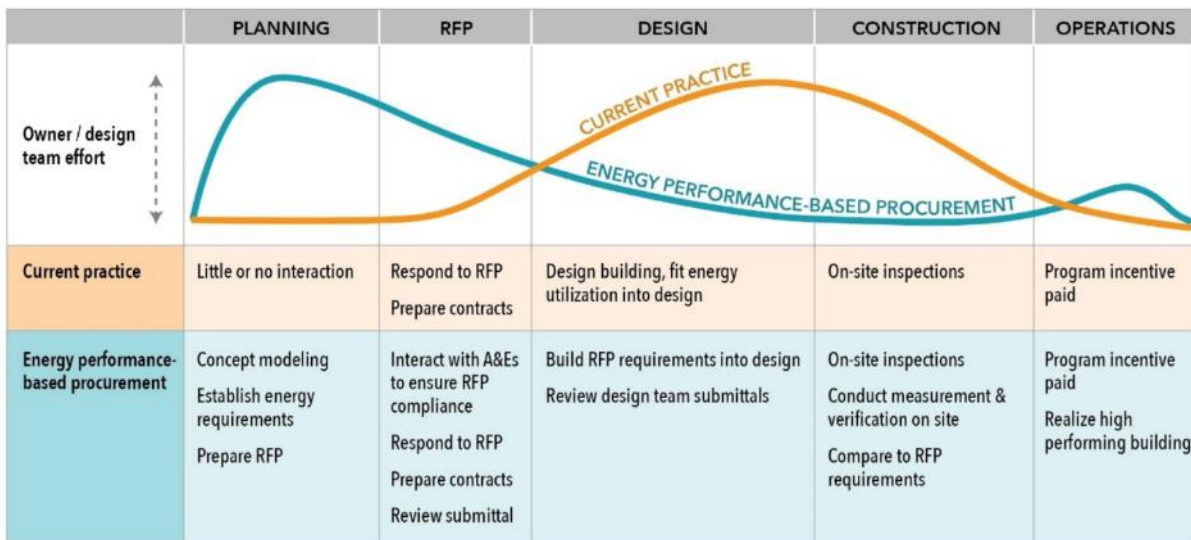 PLANNING RFP DESIGN CONSTRUCTION OPERATIONS
Owner / design
team effort
CURRENT PRACTICE
ENERGY PERFORMANCE-BASED PROCUREMENT
Current practice
Little or no interaction
Respond to RFP
Prepare contracts
Design building, fit energy
utilization into design
On-site inspections
Program incentive
paid
Energy performance-
based procurement
Concept modeling
Establish energy
requirements
Prepare RFP
Interact with A&Es
to ensure RFP
compliance
Respond to RFP
Prepare contracts
Review submittal
Build RFP requirements into design
Review design team submittals
On-site inspections
Conduct measurement &
verification on site
Compare to RFP
requirements
Program incentive
paid
Realize high
performing building